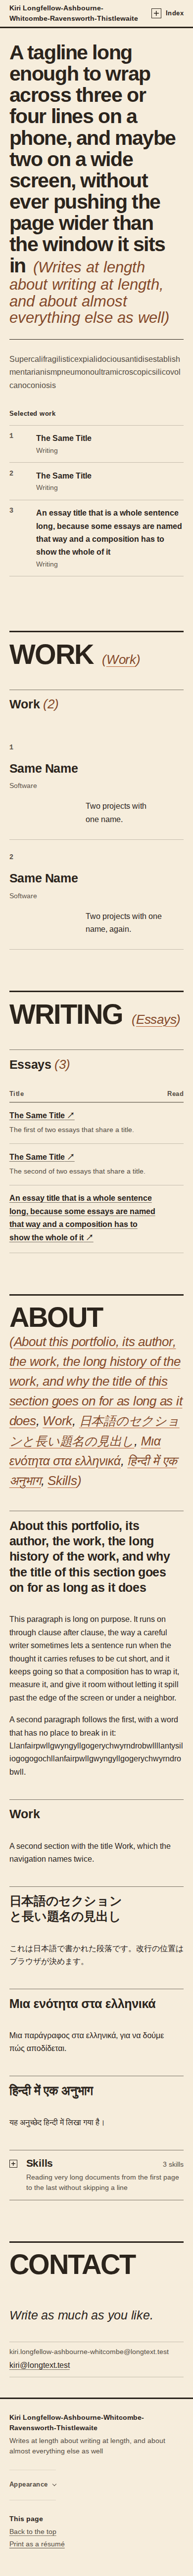 Kiri Longfellow-Ashbourne-
Whitcombe-Ravensworth-Thistlewaite
Index
A tagline long
enough to wrap
across three or
four lines on a
phone, and maybe
two on a wide
screen, without
ever pushing the
page wider than
the window it sits
in (Writes at length
about writing at length,
and about almost
everything else as well)
Supercalifragilisticexpialidociousantidisestablish
mentarianismpneumonoultramicroscopicsilicovol
canoconiosis
Selected work
1
The Same Title
Writing
2
The Same Title
Writing
3
An essay title that is a whole sentence
long, because some essays are named
that way and a composition has to
show the whole of it
Writing
WORK (Work)
Work (2)
1
Same Name
Software
Two projects with
one name.
2
Same Name
Software
Two projects with one
name, again.
WRITING (Essays)
Essays (3)
Title Read
The Same Title ↗
The first of two essays that share a title.
The Same Title ↗
The second of two essays that share a title.
An essay title that is a whole sentence
long, because some essays are named
that way and a composition has to
show the whole of it ↗
ABOUT
(About this portfolio, its author,
the work, the long history of the
work, and why the title of this
section goes on for as long as it
does, Work, 日本語のセクショ
ンと長い題名の見出し, Μια
ενότητα στα ελληνικά, हिन्दी में एक
अनुभाग, Skills)
About this portfolio, its
author, the work, the long
history of the work, and why
the title of this section goes
on for as long as it does
This paragraph is long on purpose. It runs on
through clause after clause, the way a careful
writer sometimes lets a sentence run when the
thought it carries refuses to be cut short, and it
keeps going so that a composition has to wrap it,
measure it, and give it room without letting it spill
past the edge of the screen or under a neighbor.
A second paragraph follows the first, with a word
that has no place to break in it:
Llanfairpwllgwyngyllgogerychwyrndrobwllllantysil
iogogogochllanfairpwllgwyngyllgogerychwyrndro
bwll.
Work
A second section with the title Work, which the
navigation names twice.
日本語のセクション
と長い題名の見出し
これは日本語で書かれた段落です。改行の位置は
ブラウザが決めます。
Μια ενότητα στα ελληνικά
Μια παράγραφος στα ελληνικά, για να δούμε
πώς αποδίδεται.
हिन्दी में एक अनुभाग
यह अनुच्छेद हिन्दी में लिखा गया है।
Skills 3 skills
Reading very long documents from the first page
to the last without skipping a line
CONTACT
Write as much as you like.
kiri.longfellow-ashbourne-whitcombe@longtext.test
kiri@longtext.test
Kiri Longfellow-Ashbourne-Whitcombe-
Ravensworth-Thistlewaite
Writes at length about writing at length, and about
almost everything else as well
Appearance
This page
Back to the top
Print as a résumé